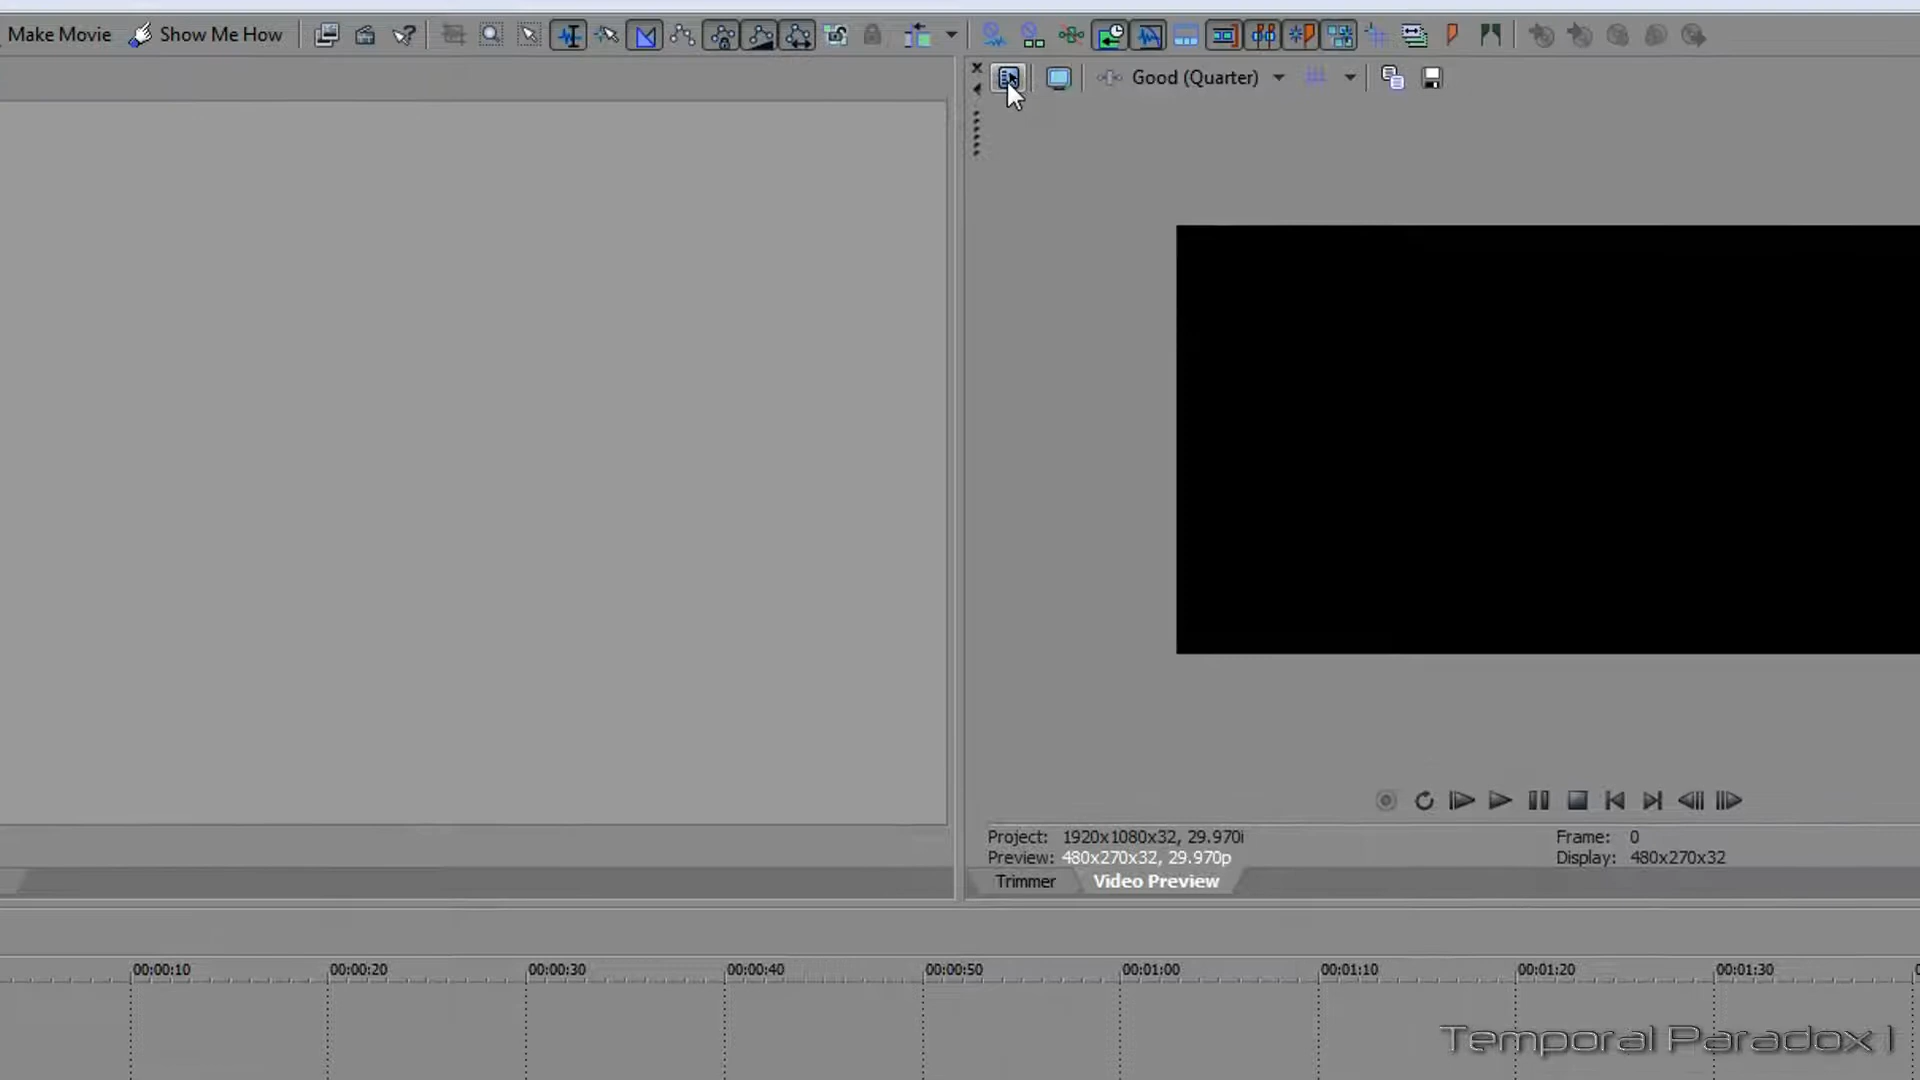 Make Movie Show Me How
Good (Quarter)
Project: 1920x1080x32, 29.970i
Frame: 0
Preview: 480x270x32, 29.970p
Display: 480x270x32
Trimmer Video Preview
00:00:10 00:00:20 00:00:30 00:00:40 00:00:50 00:01:00 00:01:10 00:01:20 00:01:30
Temporal Paradox I